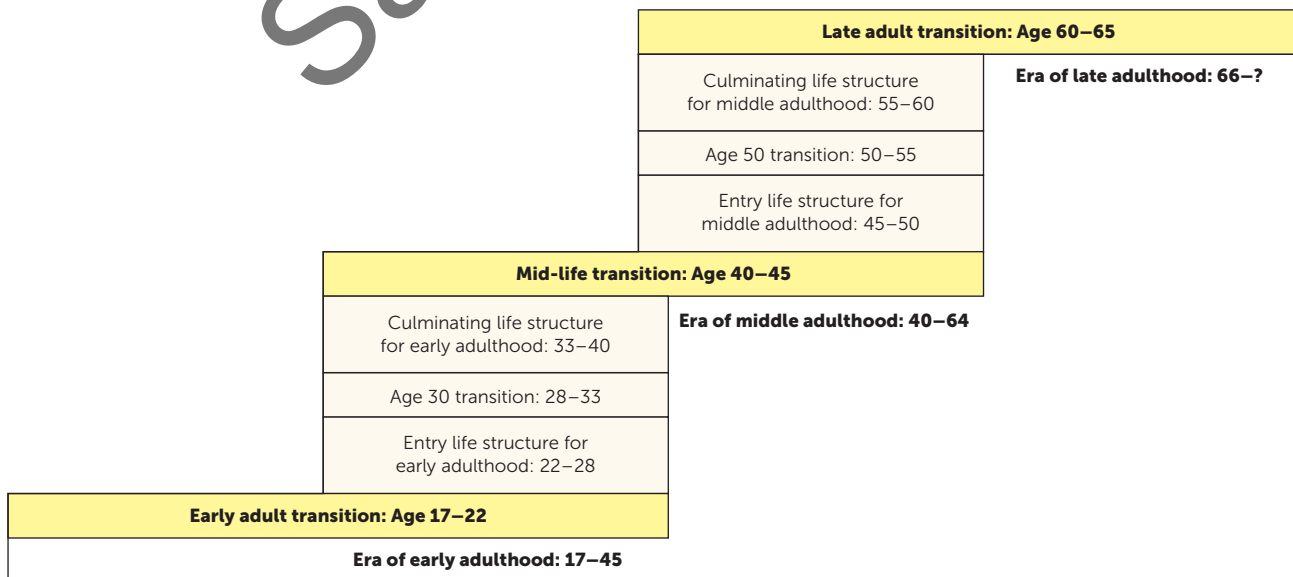 Late adult transition: Age 60–65
Culminating life structure
for middle adulthood: 55–60
Era of late adulthood: 66–?
Age 50 transition: 50–55
Entry life structure for
middle adulthood: 45–50
Mid-life transition: Age 40–45
Culminating life structure
for early adulthood: 33–40
Era of middle adulthood: 40–64
Age 30 transition: 28–33
Entry life structure for
early adulthood: 22–28
Early adult transition: Age 17–22
Era of early adulthood: 17–45